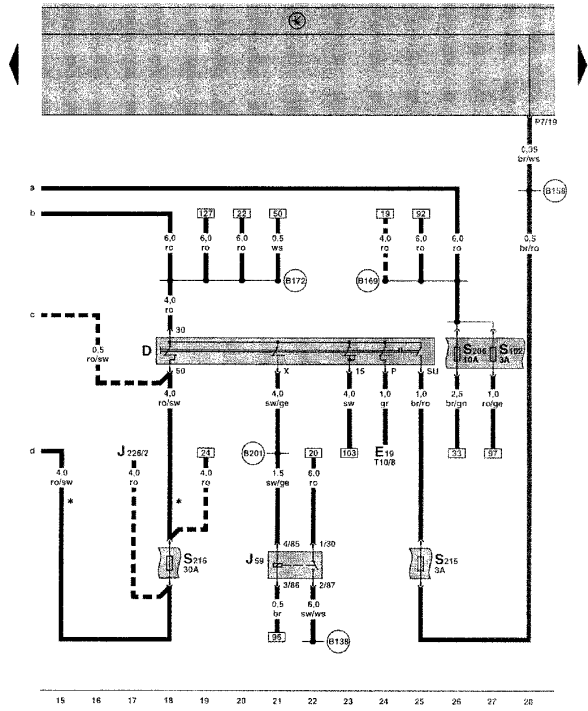 P7/19
0,35
br/ws
a
B158
b
127
22
50
19
92
6,0
ro
6,0
ro
6,0
ro
0,5
ws
4,0
ro
6,0
ro
6,0
ro
0,5
br/ro
B172
B169
4,0
ro
c
30
0,5
ro/sw
D
S206
10A
S102
3A
50
X
15
P
SU
4,0
ro/sw
4,0
sw/ge
4,0
sw
1,0
gr
1,0
br/ro
2,5
br/gn
1,0
ro/ge
d
J226/2
24
B201
20
103
E19
T10/8
33
97
4,0
ro/sw
*
4,0
ro
*
4,0
ro
1,5
sw/ge
6,0
ro
4/85
1/30
S216
30A
J59
S215
3A
3/86
2/87
0,5
br
6,0
sw/ws
95
B138
15 16 17 18 19 20 21 22 23 24 25 26 27 28